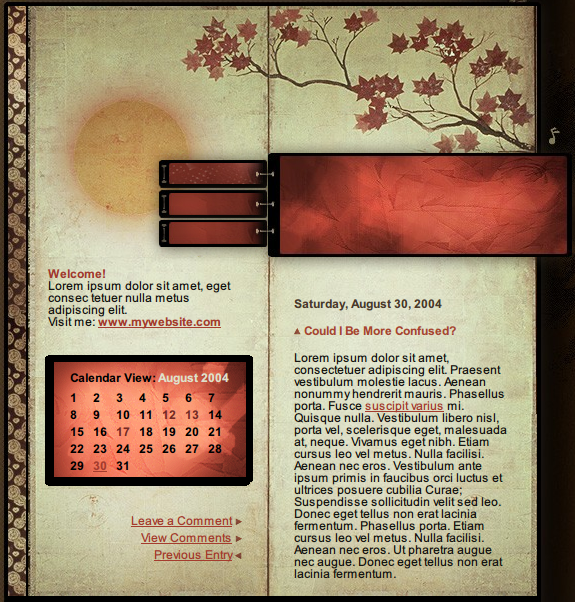 Welcome!
Lorem ipsum dolor sit amet, eget
consec tetuer nulla metus
adipiscing elit.
Visit me: www.mywebsite.com
Calendar View: August 2004
1 2 3 4 5 6 7
8 9 10 11 12 13 14
15 16 17 18 19 20 21
22 23 24 25 26 27 28
29 30 31
Leave a Comment ▸
View Comments ▸
Previous Entry ◂
Saturday, August 30, 2004
▲ Could I Be More Confused?
Lorem ipsum dolor sit amet,
consectetuer adipiscing elit. Praesent
vestibulum molestie lacus. Aenean
nonummy hendrerit mauris. Phasellus
porta. Fusce suscipit varius mi.
Quisque nulla. Vestibulum libero nisl,
porta vel, scelerisque eget, malesuada
at, neque. Vivamus eget nibh. Etiam
cursus leo vel metus. Nulla facilisi.
Aenean nec eros. Vestibulum ante
ipsum primis in faucibus orci luctus et
ultrices posuere cubilia Curae;
Suspendisse sollicitudin velit sed leo.
Donec eget tellus non erat lacinia
fermentum. Phasellus porta. Etiam
cursus leo vel metus. Nulla facilisi.
Aenean nec eros. Ut pharetra augue
nec augue. Donec eget tellus non erat
lacinia fermentum.